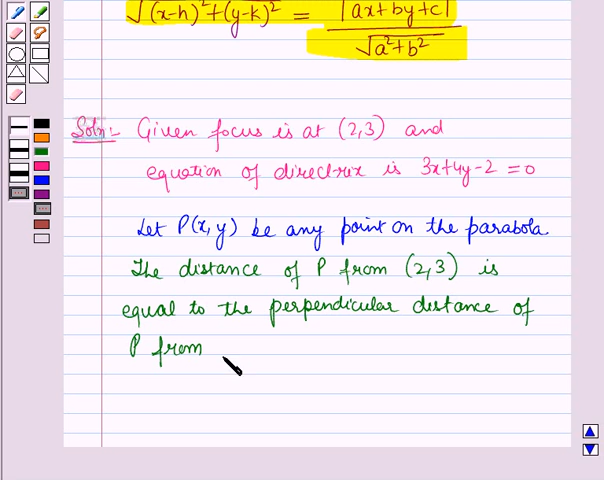 √(x-h)²+(y-k)² = |ax+by+c|
√a²+b²
Soln:- Given focus is at (2,3) and
equation of directrix is 3x+4y-2=0
Let P(x,y) be any point on the parabola.
The distance of P from (2,3) is
equal to the perpendicular distance of
P from